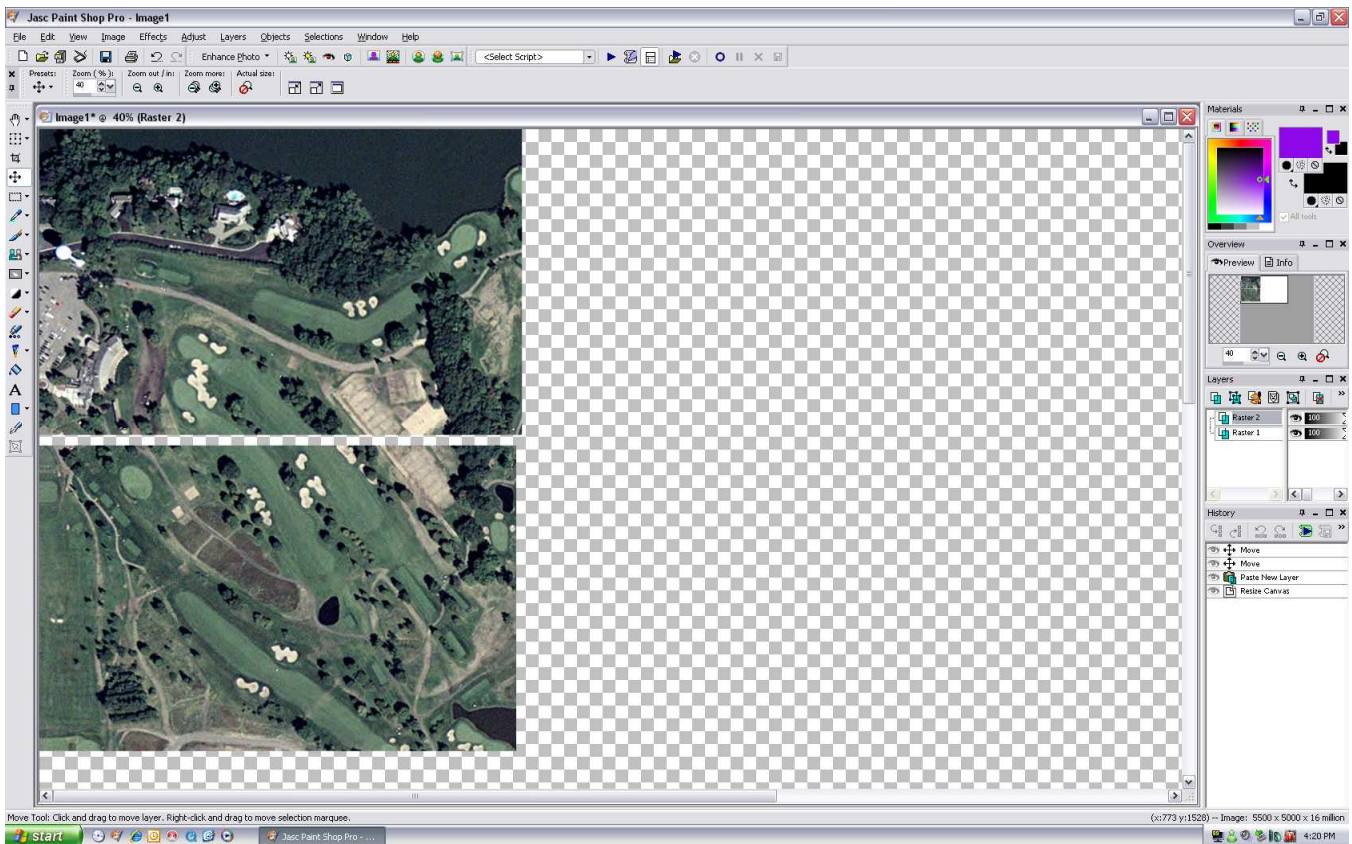 Jasc Paint Shop Pro - Image1
File Edit View Image Effects Adjust Layers Objects Selections Window Help
Enhance Photo <Select Script>
Presets: Zoom (%): Zoom out / in: Zoom more: Actual size:
40
Image1* @ 40% (Raster 2)
Materials
All tools
Overview
Preview Info
40
Layers
Raster 2 100
Raster 1 100
History
Move
Move
Paste New Layer
Resize Canvas
A
Move Tool: Click and drag to move layer. Right-click and drag to move selection marquee.
(x:773 y:1528) -- Image: 5500 x 5000 x 16 million
start Jasc Paint Shop Pro - ... 4:20 PM